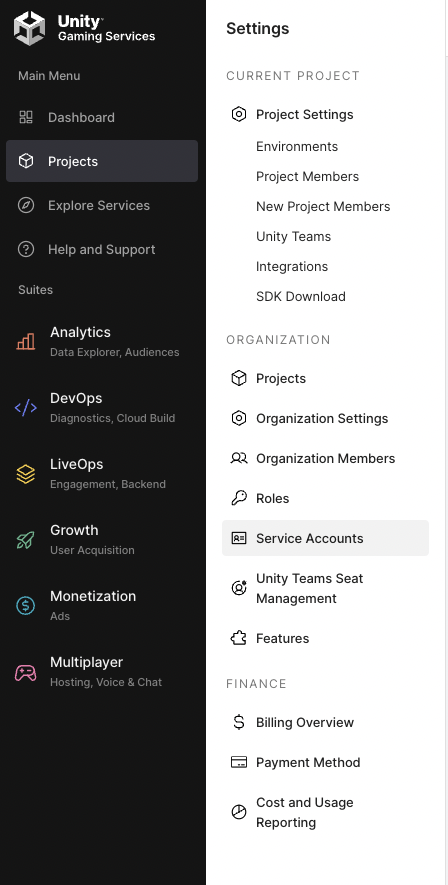 Unity
Gaming Services
Main Menu
Dashboard
Projects
Explore Services
Help and Support
Suites
Analytics
Data Explorer, Audiences
DevOps
Diagnostics, Cloud Build
LiveOps
Engagement, Backend
Growth
User Acquisition
Monetization
Ads
Multiplayer
Hosting, Voice & Chat
Settings
CURRENT PROJECT
Project Settings
Environments
Project Members
New Project Members
Unity Teams
Integrations
SDK Download
ORGANIZATION
Projects
Organization Settings
Organization Members
Roles
Service Accounts
Unity Teams Seat
Management
Features
FINANCE
Billing Overview
Payment Method
Cost and Usage
Reporting